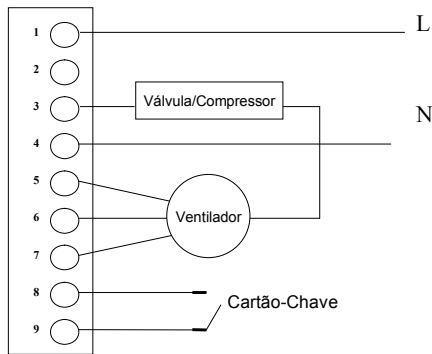 1
L
2
3
Válvula/Compressor
N
4
5
6
Ventilador
7
8
Cartão-Chave
9